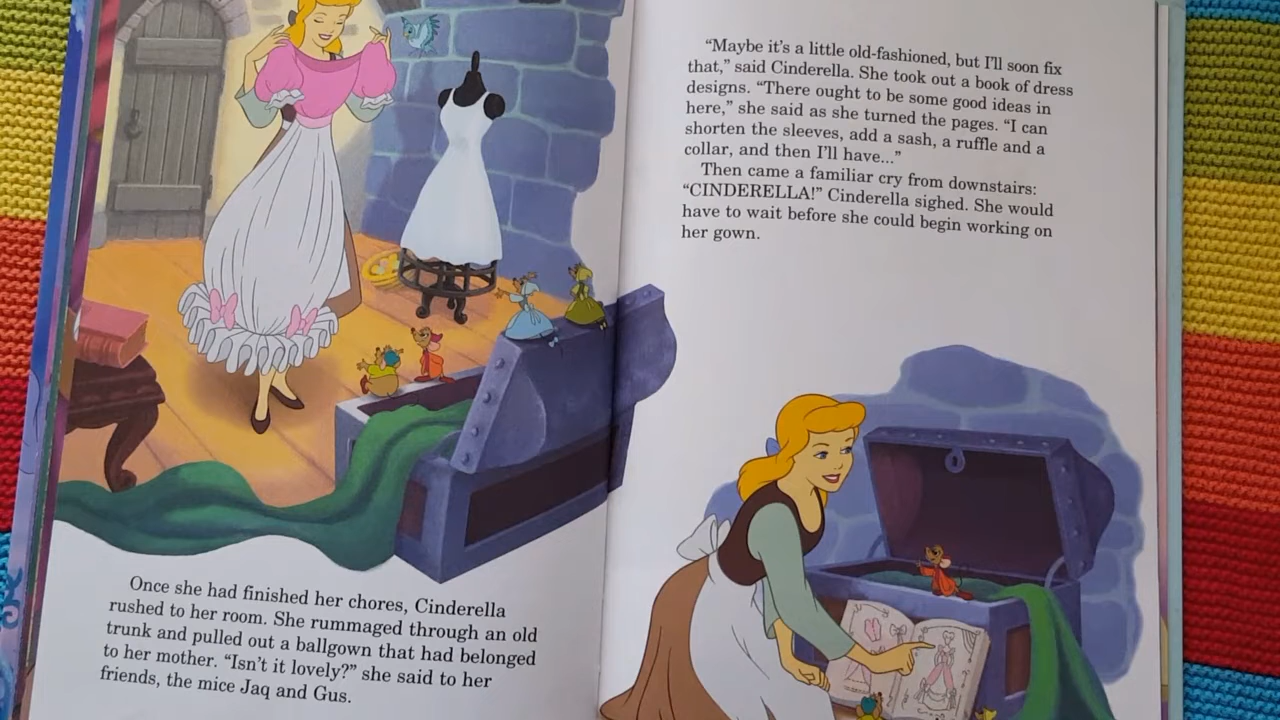 Once she had finished her chores, Cinderella
rushed to her room. She rummaged through an old
trunk and pulled out a ballgown that had belonged
to her mother. “Isn’t it lovely?” she said to her
friends, the mice Jaq and Gus.
“Maybe it’s a little old-fashioned, but I’ll soon fix
that,” said Cinderella. She took out a book of dress
designs. “There ought to be some good ideas in
here,” she said as she turned the pages. “I can
shorten the sleeves, add a sash, a ruffle and a
collar, and then I’ll have...”
Then came a familiar cry from downstairs:
“CINDERELLA!” Cinderella sighed. She would
have to wait before she could begin working on
her gown.